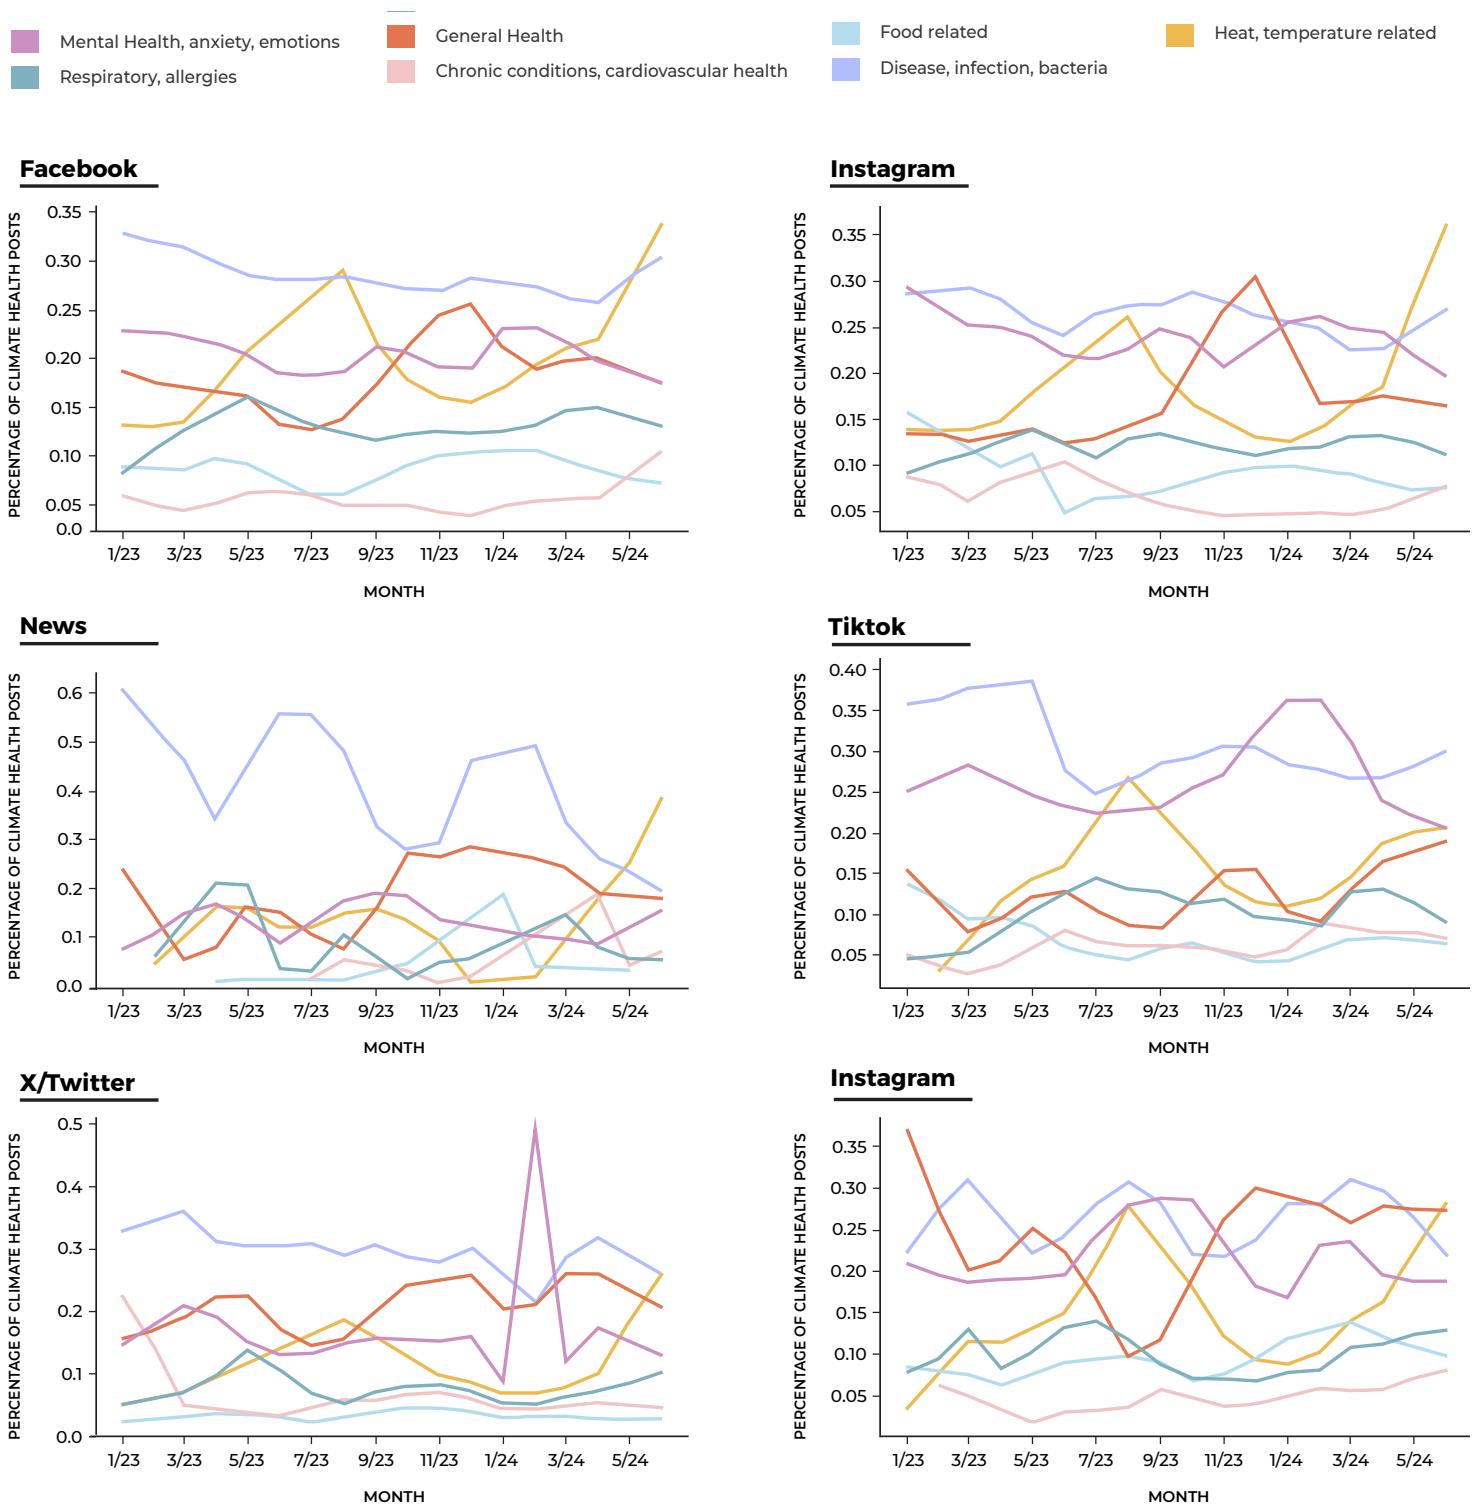 Mental Health, anxiety, emotions
Respiratory, allergies
General Health
Chronic conditions, cardiovascular health
Food related
Disease, infection, bacteria
Heat, temperature related
Facebook
PERCENTAGE OF CLIMATE HEALTH POSTS
0.35
0.30
0.25
0.20
0.15
0.10
0.05
0.0
1/23 3/23 5/23 7/23 9/23 11/23 1/24 3/24 5/24
MONTH
Instagram
PERCENTAGE OF CLIMATE HEALTH POSTS
0.35
0.30
0.25
0.20
0.15
0.10
0.05
1/23 3/23 5/23 7/23 9/23 11/23 1/24 3/24 5/24
MONTH
News
PERCENTAGE OF CLIMATE HEALTH POSTS
0.6
0.5
0.4
0.3
0.2
0.1
0.0
1/23 3/23 5/23 7/23 9/23 11/23 1/24 3/24 5/24
MONTH
Tiktok
PERCENTAGE OF CLIMATE HEALTH POSTS
0.40
0.35
0.30
0.25
0.20
0.15
0.10
0.05
1/23 3/23 5/23 7/23 9/23 11/23 1/24 3/24 5/24
MONTH
X/Twitter
PERCENTAGE OF CLIMATE HEALTH POSTS
0.5
0.4
0.3
0.2
0.1
0.0
1/23 3/23 5/23 7/23 9/23 11/23 1/24 3/24 5/24
MONTH
Instagram
PERCENTAGE OF CLIMATE HEALTH POSTS
0.35
0.30
0.25
0.20
0.15
0.10
0.05
1/23 3/23 5/23 7/23 9/23 11/23 1/24 3/24 5/24
MONTH